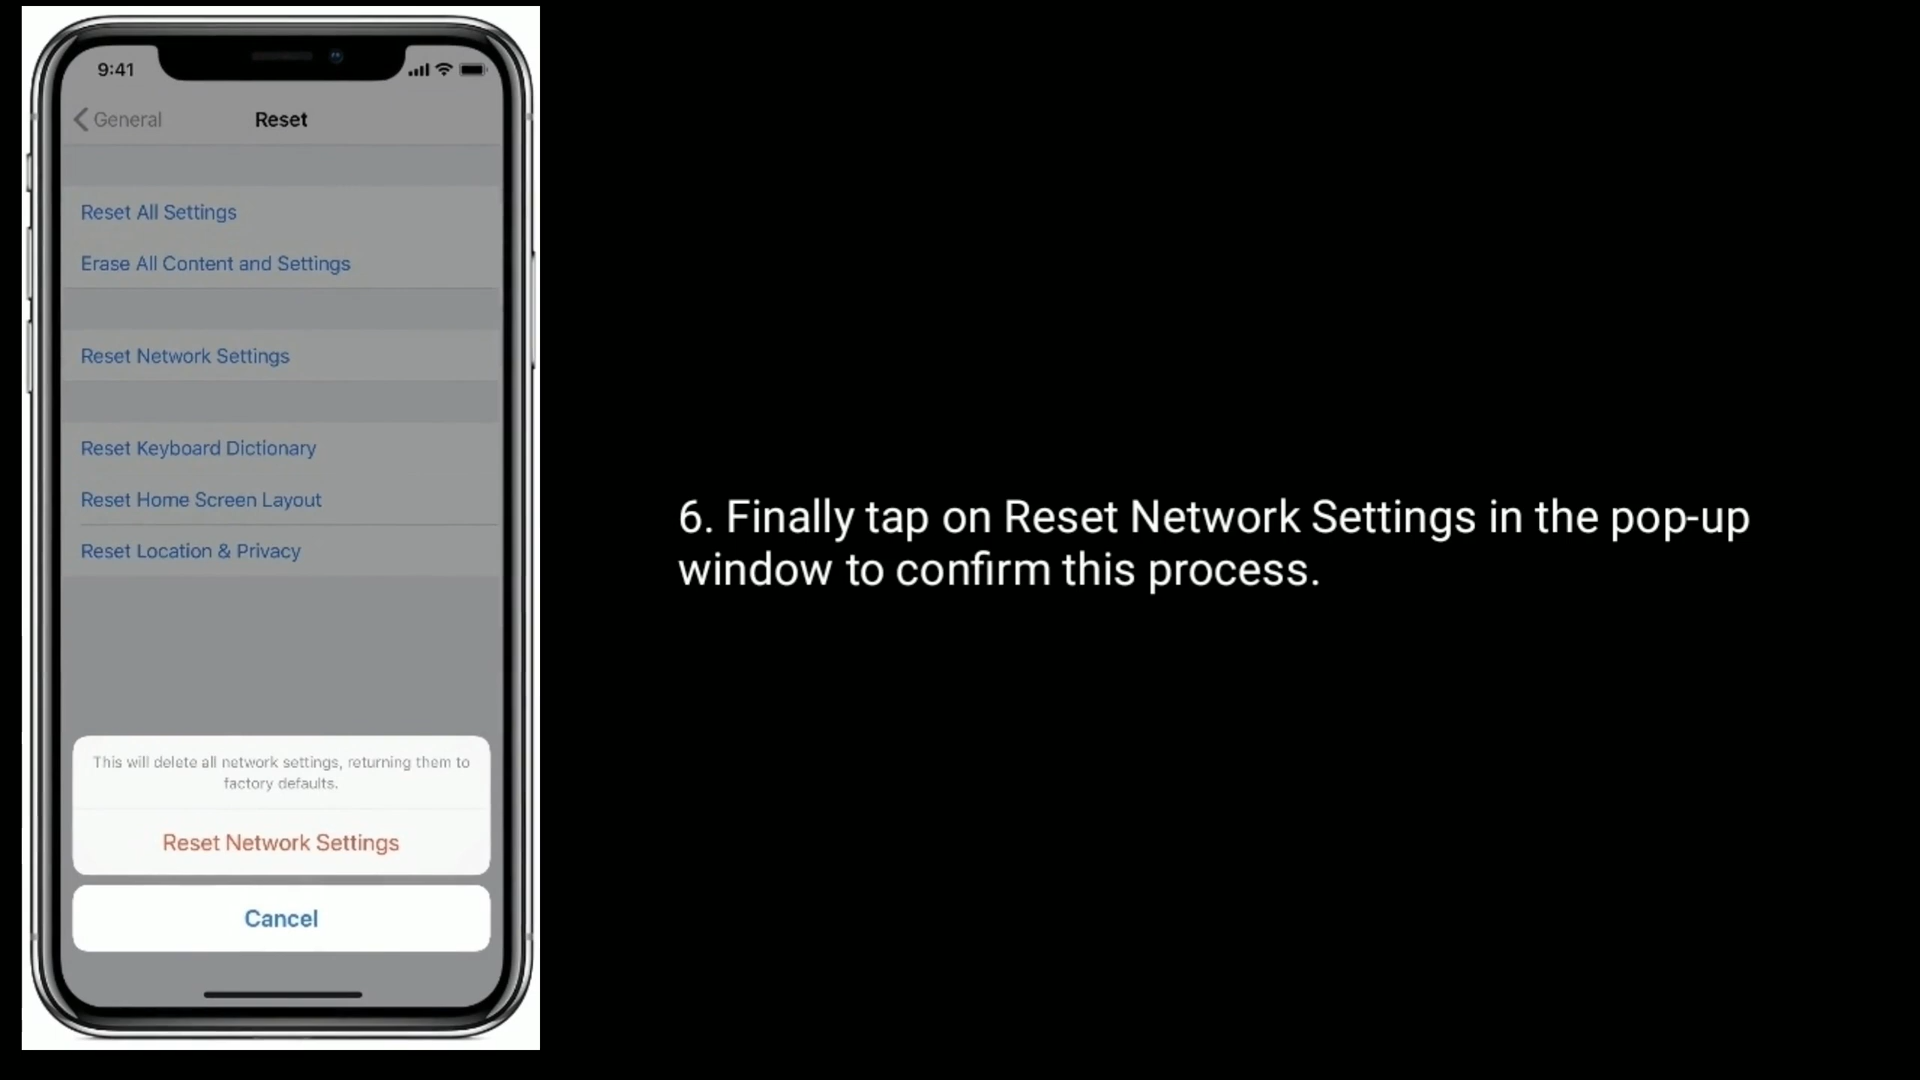 9:41
General
Reset
Reset All Settings
Erase All Content and Settings
Reset Network Settings
Reset Keyboard Dictionary
Reset Home Screen Layout
Reset Location & Privacy
This will delete all network settings, returning them to
factory defaults.
Reset Network Settings
Cancel
6. Finally tap on Reset Network Settings in the pop-up
window to confirm this process.